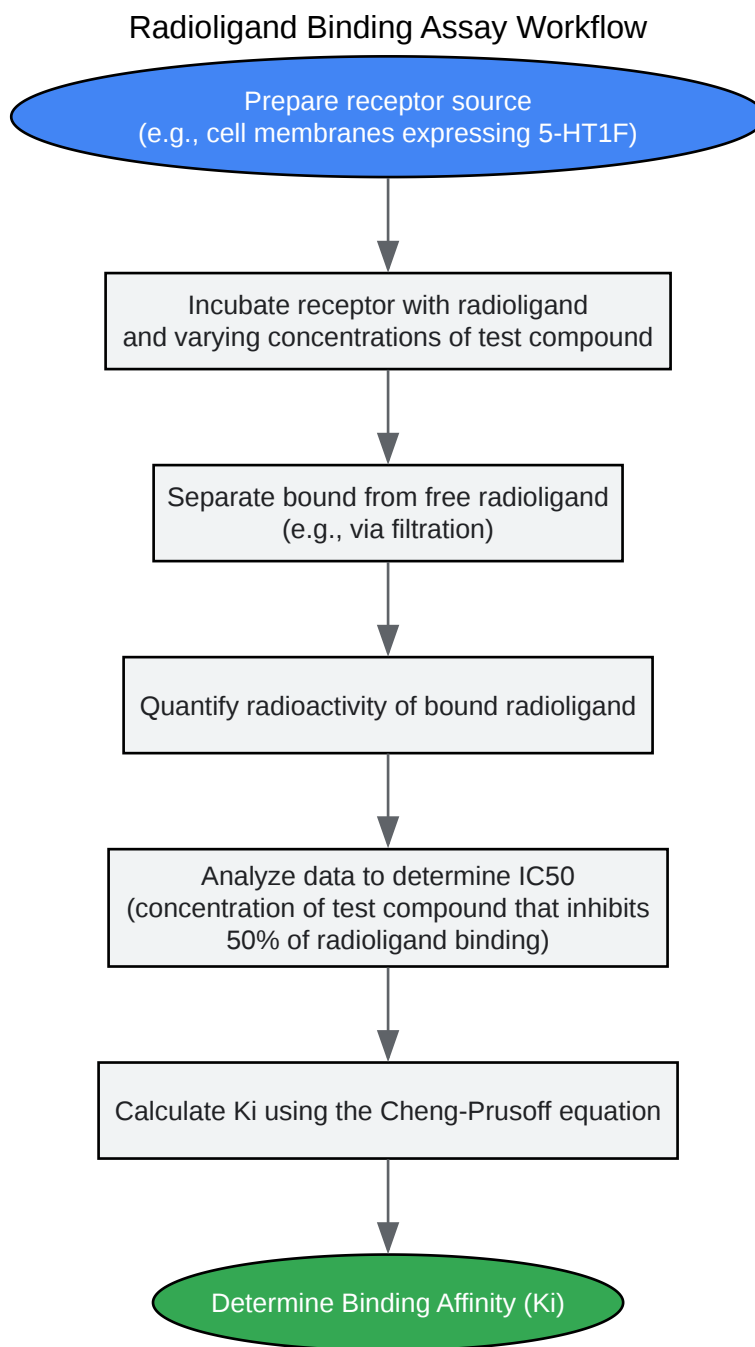 Radioligand Binding Assay Workflow
Prepare receptor source
(e.g., cell membranes expressing 5-HT1F)
Incubate receptor with radioligand
and varying concentrations of test compound
Separate bound from free radioligand
(e.g., via filtration)
Quantify radioactivity of bound radioligand
Analyze data to determine IC50
(concentration of test compound that inhibits
50% of radioligand binding)
Calculate Ki using the Cheng-Prusoff equation
Determine Binding Affinity (Ki)